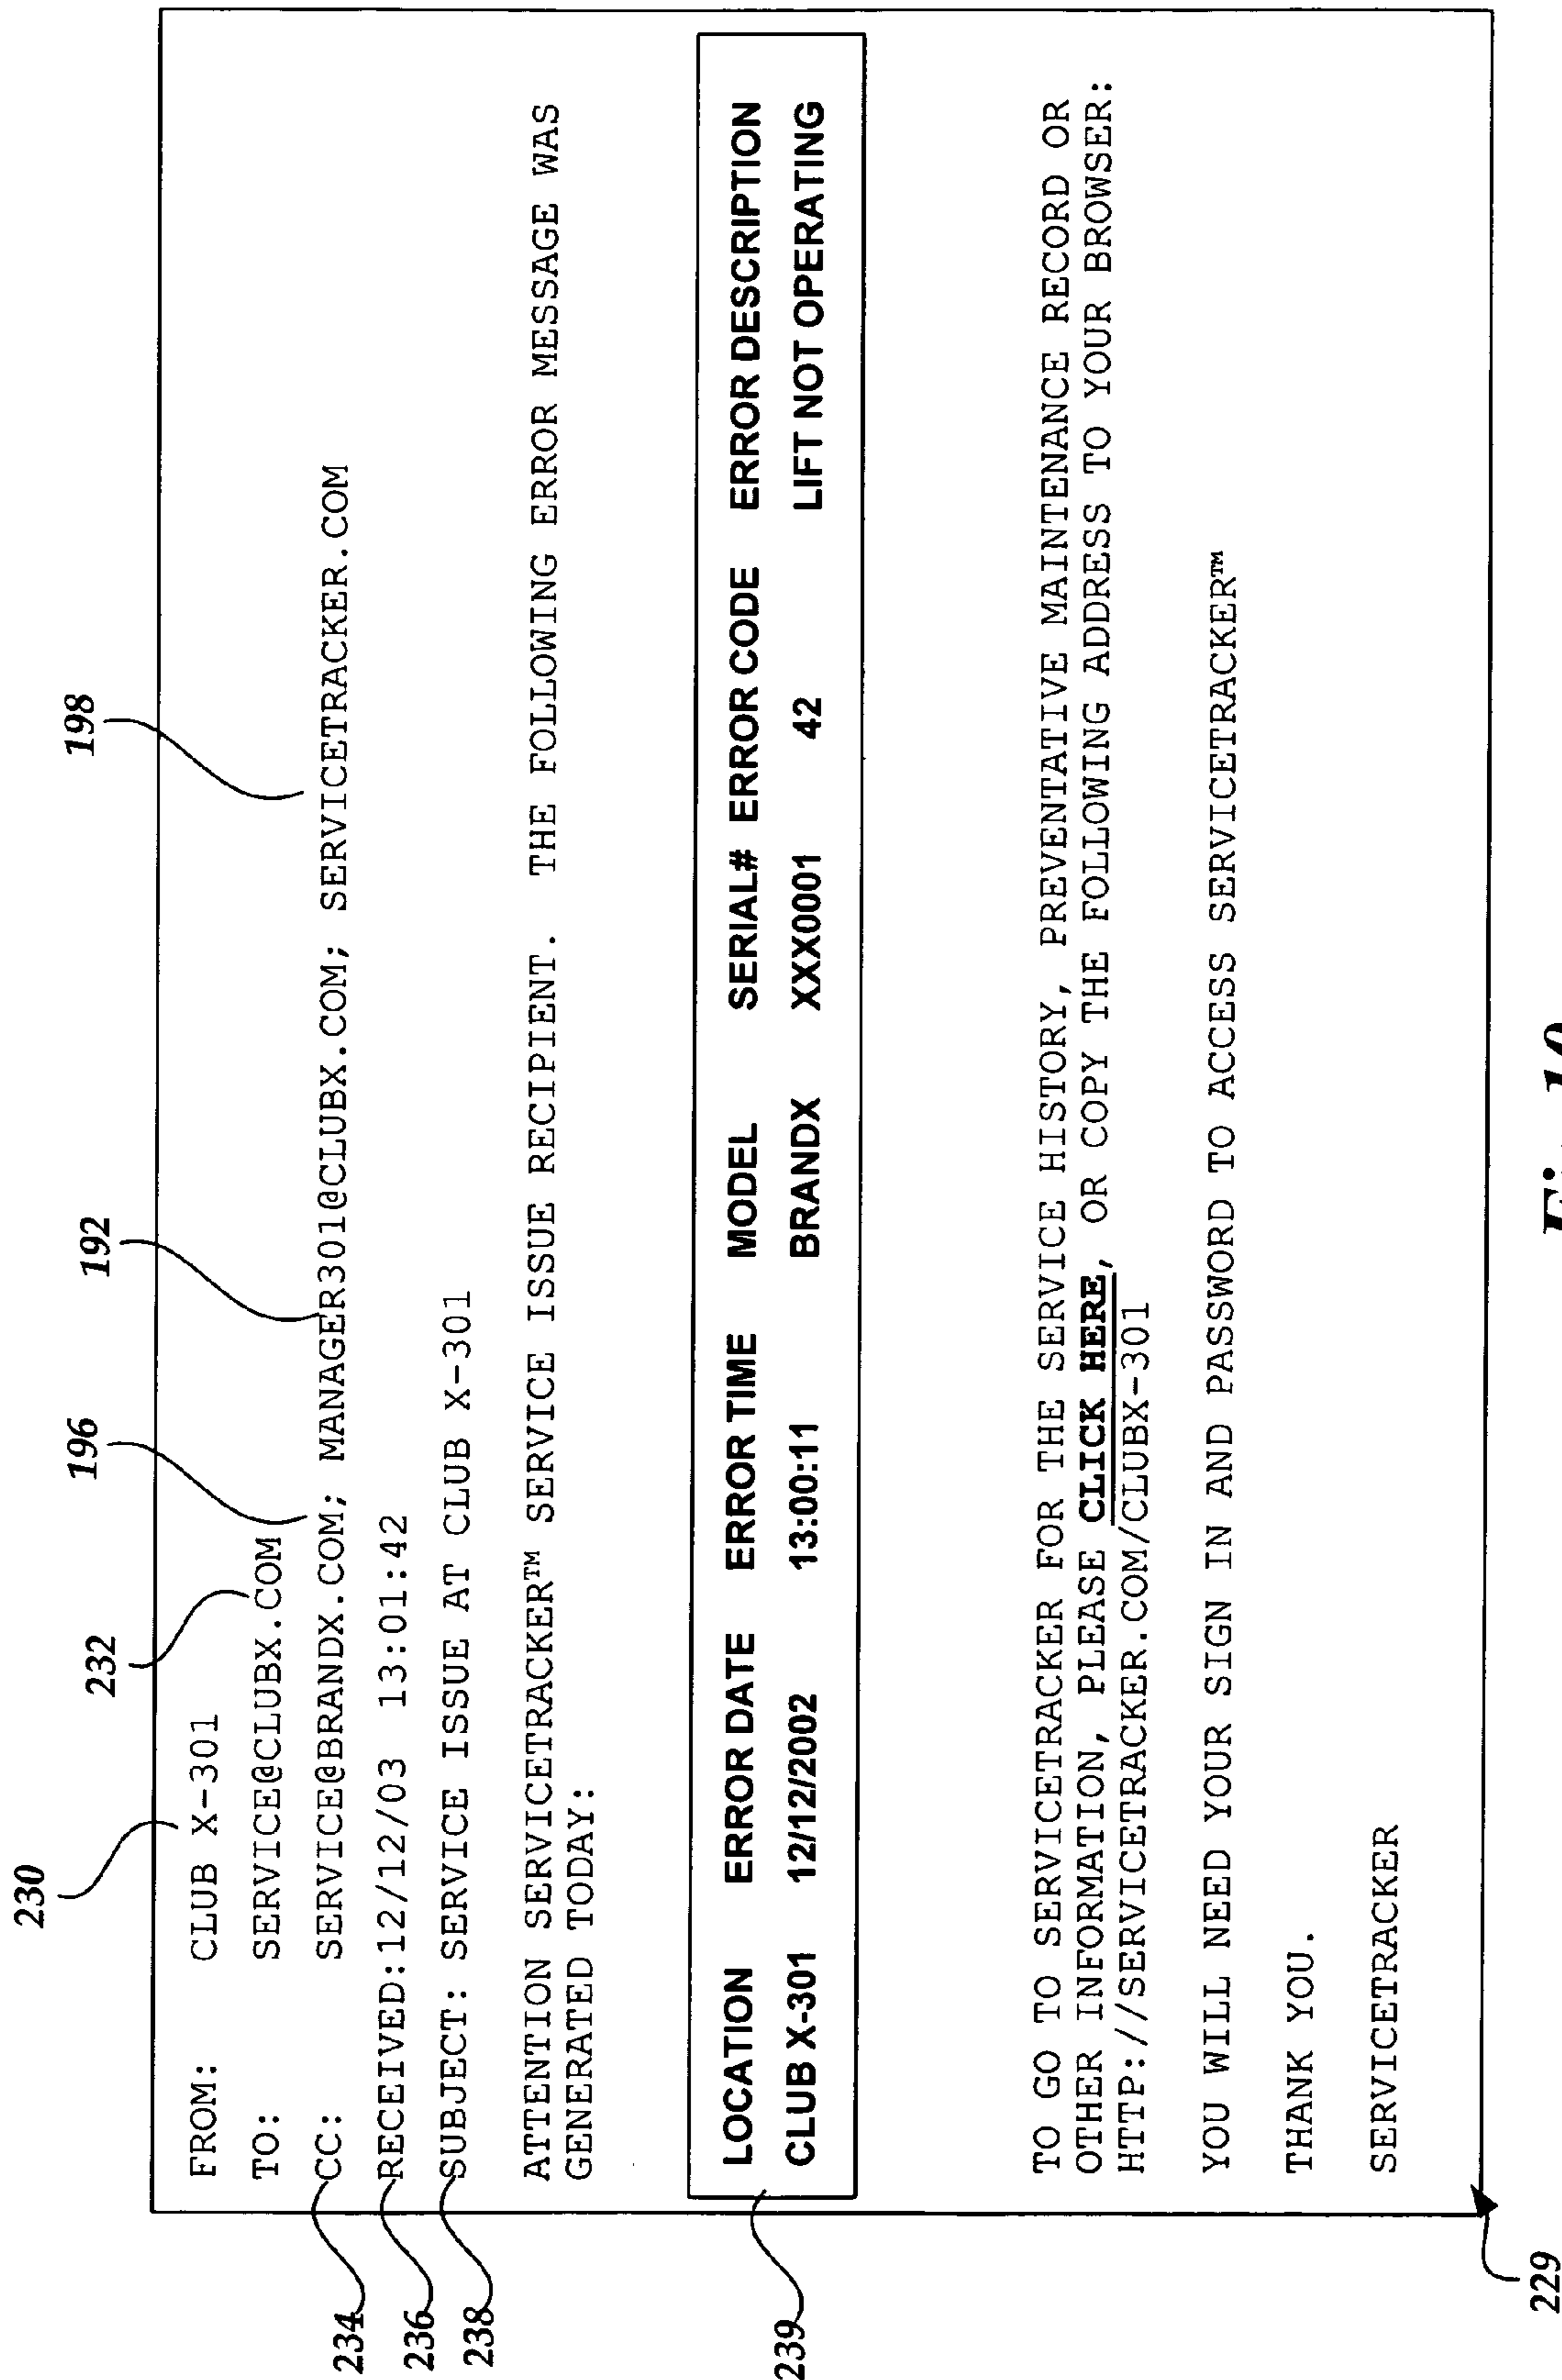 230
232
196
192
198
FROM: CLUB X-301
TO: SERVICE@CLUBX.COM
234 CC: SERVICE@BRANDX.COM; MANAGER301@CLUBX.COM; SERVICETRACKER.COM
236 RECEIVED:12/12/03 13:01:42
238 SUBJECT: SERVICE ISSUE AT CLUB X-301
ATTENTION SERVICETRACKER™ SERVICE ISSUE RECIPIENT. THE FOLLOWING ERROR MESSAGE WAS
GENERATED TODAY:
239
LOCATION ERROR DATE ERROR TIME MODEL SERIAL# ERROR CODE ERROR DESCRIPTION
CLUB X-301 12/12/2002 13:00:11 BRANDX XXX0001 42 LIFT NOT OPERATING
TO GO TO SERVICETRACKER FOR THE SERVICE HISTORY, PREVENTATIVE MAINTENANCE RECORD OR
OTHER INFORMATION, PLEASE CLICK HERE, OR COPY THE FOLLOWING ADDRESS TO YOUR BROWSER:
HTTP://SERVICETRACKER.COM/CLUBX-301
YOU WILL NEED YOUR SIGN IN AND PASSWORD TO ACCESS SERVICETRACKER™
THANK YOU.
SERVICETRACKER
229